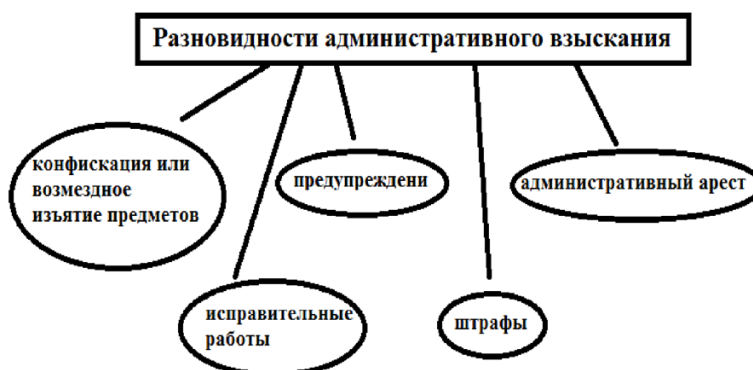 Разновидности административного взыскания
конфискация или
возмездное
изъятие предметов
предупреждени
административный арест
исправительные
работы
штрафы